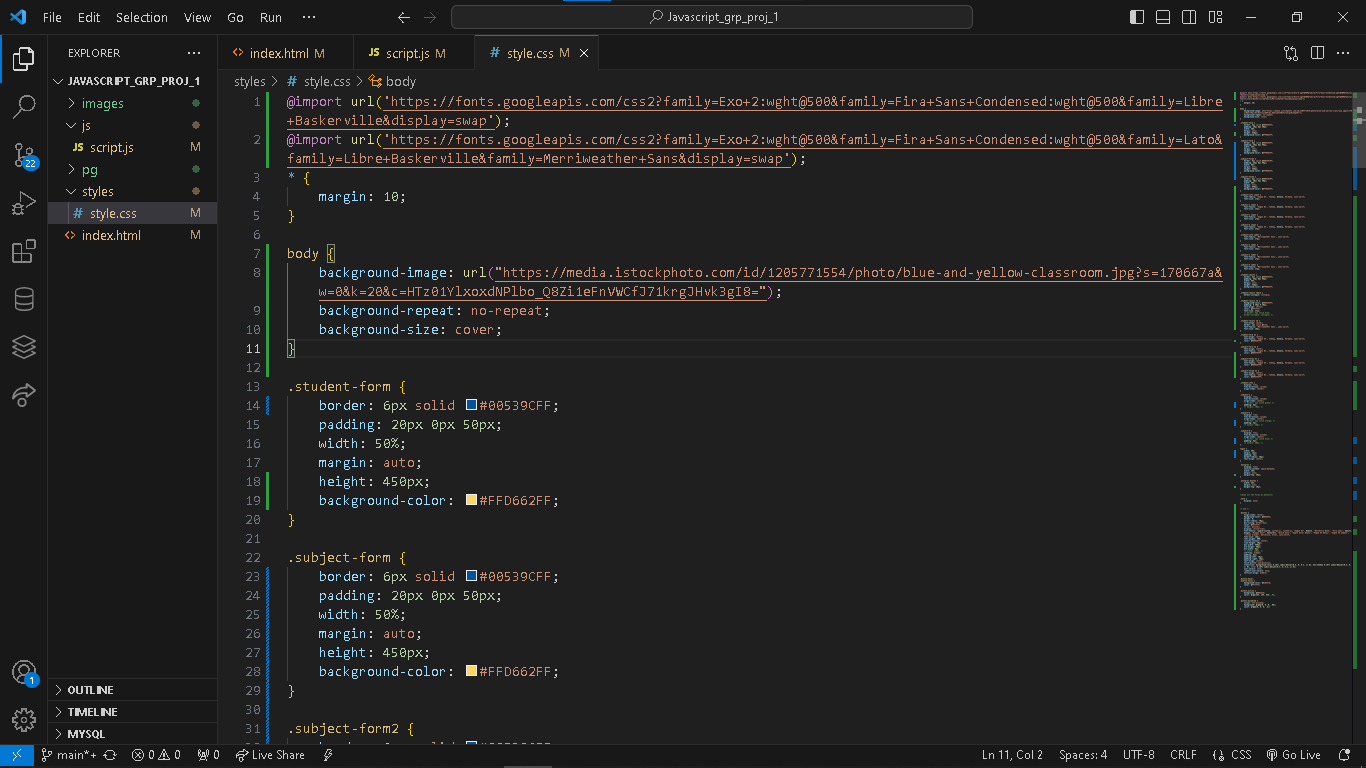 File Edit Selection View Go Run ··· Javascript_grp_proj_1
EXPLORER
JAVASCRIPT_GRP_PROJ_1
images
js
JS script.js M
pg
styles
# style.css M
<> index.html M
OUTLINE
TIMELINE
MYSQL
22
1
<> index.html M JS script.js M # style.css M
styles > # style.css > body
1 @import url('https://fonts.googleapis.com/css2?family=Exo+2:wght@500&family=Fira+Sans+Condensed:wght@500&family=Libre
+Baskerville&display=swap');
2 @import url('https://fonts.googleapis.com/css2?family=Exo+2:wght@500&family=Fira+Sans+Condensed:wght@500&family=Lato&
family=Libre+Baskerville&family=Merriweather+Sans&display=swap');
3 * {
4 margin: 10;
5 }
6
7 body {
8 background-image: url("https://media.istockphoto.com/id/1205771554/photo/blue-and-yellow-classroom.jpg?s=170667a&
w=0&k=20&c=HTz01YlxoxdNPlbo_Q8Zi1eFnVWCfJ71krgJHvk3gI8=");
9 background-repeat: no-repeat;
10 background-size: cover;
11 }
12
13 .student-form {
14 border: 6px solid #00539CFF;
15 padding: 20px 0px 50px;
16 width: 50%;
17 margin: auto;
18 height: 450px;
19 background-color: #FFD662FF;
20 }
21
22 .subject-form {
23 border: 6px solid #00539CFF;
24 padding: 20px 0px 50px;
25 width: 50%;
26 margin: auto;
27 height: 450px;
28 background-color: #FFD662FF;
29 }
30
31 .subject-form2 {
main*+ 0 0 0 Live Share Ln 11, Col 2 Spaces: 4 UTF-8 CRLF {} CSS Go Live